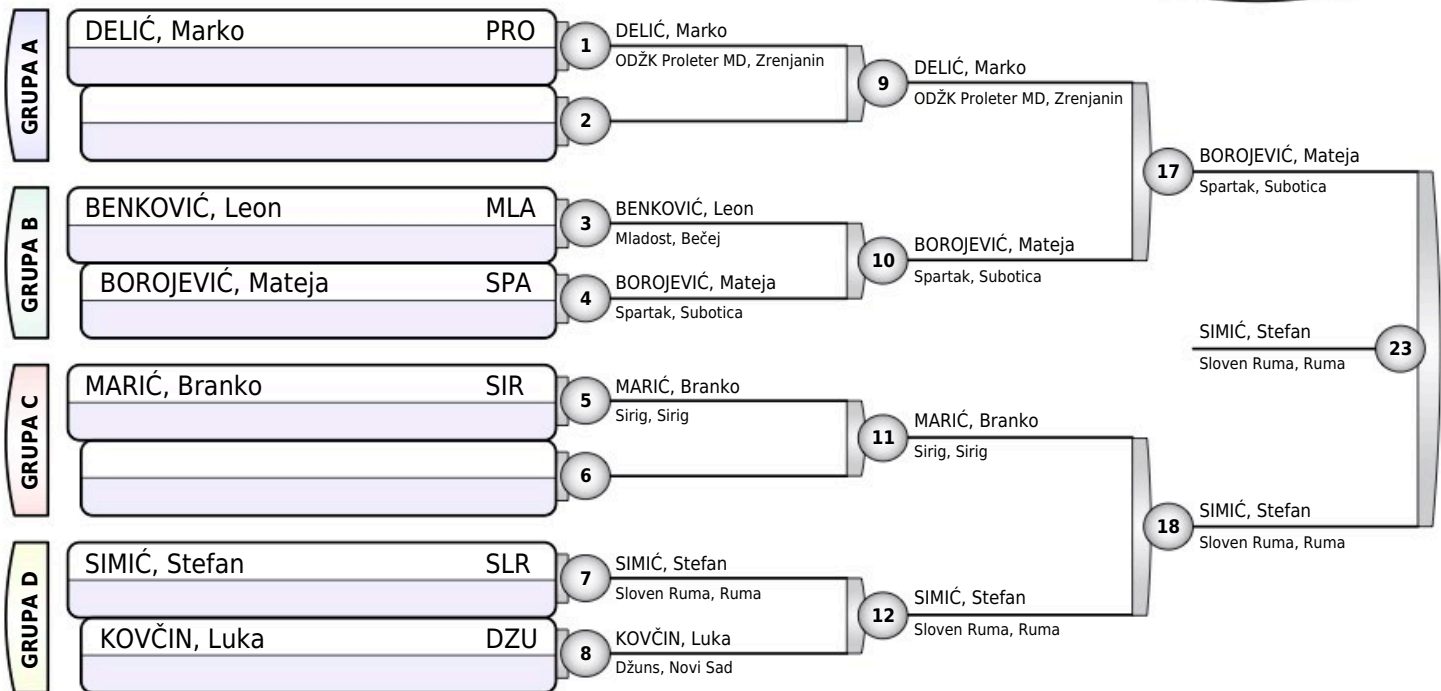 GRUPA A
DELIĆ, Marko PRO
1
2
DELIĆ, Marko
ODŽK Proleter MD, Zrenjanin
9
DELIĆ, Marko
ODŽK Proleter MD, Zrenjanin
GRUPA B
BENKOVIĆ, Leon MLA
BOROJEVIĆ, Mateja SPA
3
4
BENKOVIĆ, Leon
Mladost, Bečej
BOROJEVIĆ, Mateja
Spartak, Subotica
10
BOROJEVIĆ, Mateja
Spartak, Subotica
17
BOROJEVIĆ, Mateja
Spartak, Subotica
GRUPA C
MARIĆ, Branko SIR
5
6
MARIĆ, Branko
Sirig, Sirig
11
MARIĆ, Branko
Sirig, Sirig
GRUPA D
SIMIĆ, Stefan SLR
KOVČIN, Luka DZU
7
8
SIMIĆ, Stefan
Sloven Ruma, Ruma
KOVČIN, Luka
Džuns, Novi Sad
12
SIMIĆ, Stefan
Sloven Ruma, Ruma
18
SIMIĆ, Stefan
Sloven Ruma, Ruma
SIMIĆ, Stefan
Sloven Ruma, Ruma
23